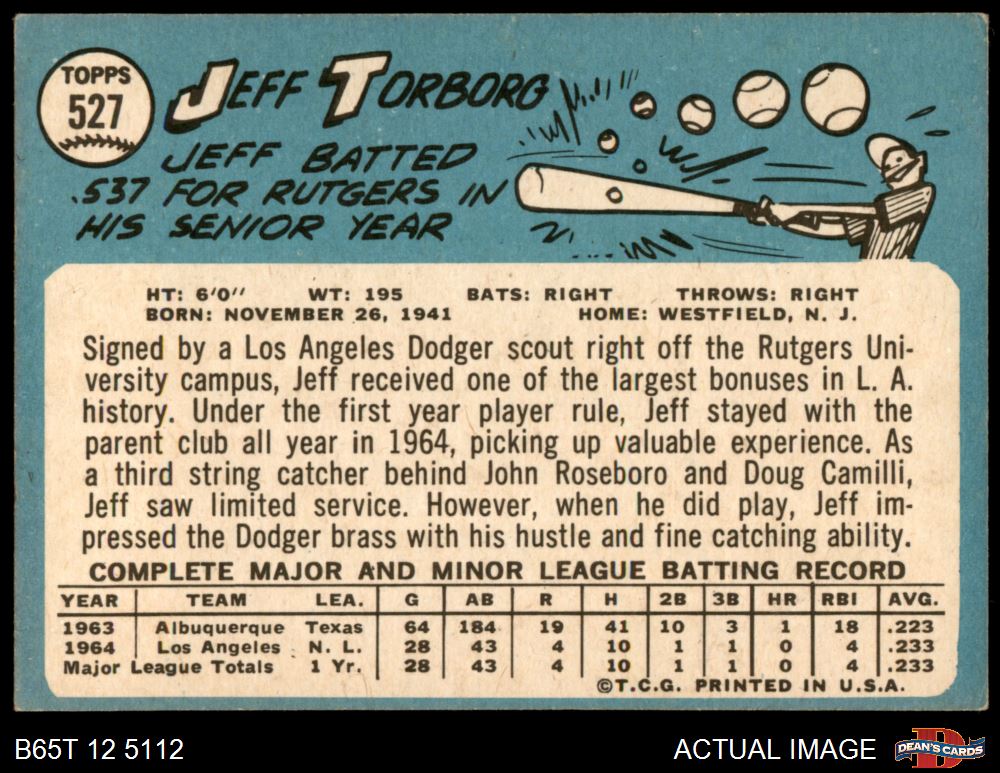 TOPPS
527
JEFF TORBORG
JEFF BATTED
.537 FOR RUTGERS IN
HIS SENIOR YEAR
HT: 6'0" WT: 195 BATS: RIGHT THROWS: RIGHT
BORN: NOVEMBER 26, 1941 HOME: WESTFIELD, N. J.
Signed by a Los Angeles Dodger scout right off the Rutgers Uni-
versity campus, Jeff received one of the largest bonuses in L. A.
history. Under the first year player rule, Jeff stayed with the
parent club all year in 1964, picking up valuable experience. As
a third string catcher behind John Roseboro and Doug Camilli,
Jeff saw limited service. However, when he did play, Jeff im-
pressed the Dodger brass with his hustle and fine catching ability.
COMPLETE MAJOR AND MINOR LEAGUE BATTING RECORD
YEAR TEAM LEA. G AB R H 2B 3B HR RBI AVG.
1963 Albuquerque Texas 64 184 19 41 10 3 1 18 .223
1964 Los Angeles N. L. 28 43 4 10 1 1 0 4 .233
Major League Totals 1 Yr. 28 43 4 10 1 1 0 4 .233
©T.C.G. PRINTED IN U.S.A.
B65T 12 5112 ACTUAL IMAGE DEAN'S CARDS